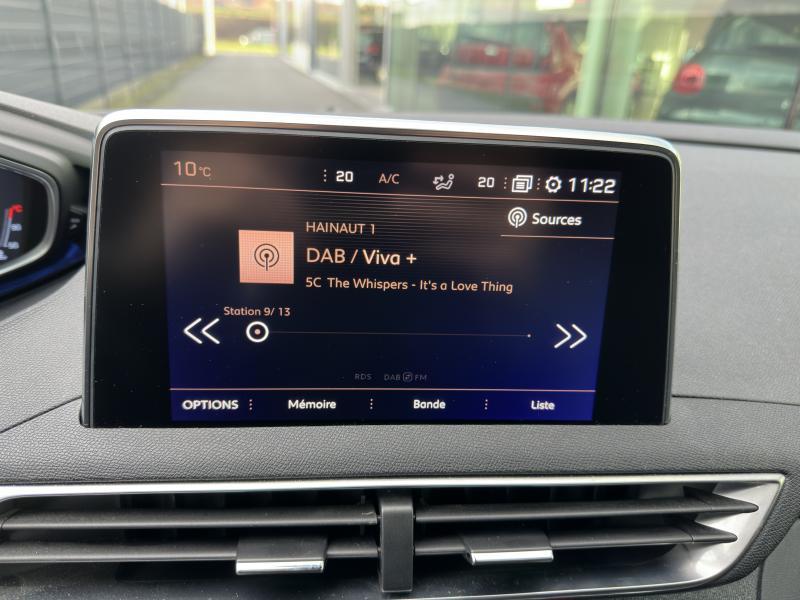 10°C 20 A/C 20 11:22
Sources
HAINAUT 1
DAB / Viva +
5C The Whispers - It's a Love Thing
Station 9/ 13
RDS DAB FM
OPTIONS Mémoire Bande Liste